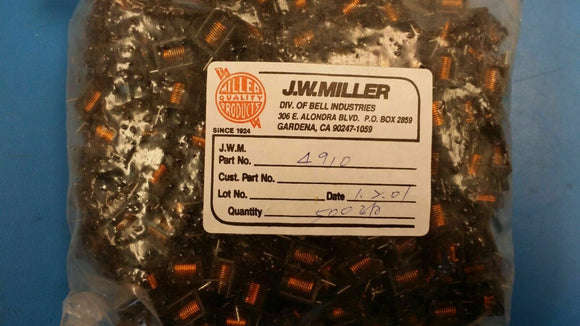 MILLER
QUALITY
PRODUCTS
SINCE 1924
J.W.MILLER
DIV. OF BELL INDUSTRIES
306 E. ALONDRA BLVD. P.O. BOX 2859
GARDENA, CA 90247-1059
J.W.M.
Part No. 4910
Cust. Part No.
Lot No. Date
Quantity 500